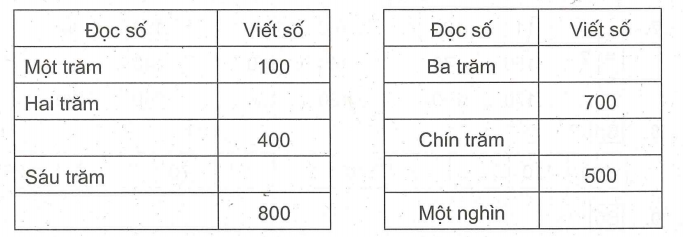 Đọc số Viết số
Một trăm 100
Hai trăm
400
Sáu trăm
800
Đọc số Viết số
Ba trăm
700
Chín trăm
500
Một nghìn